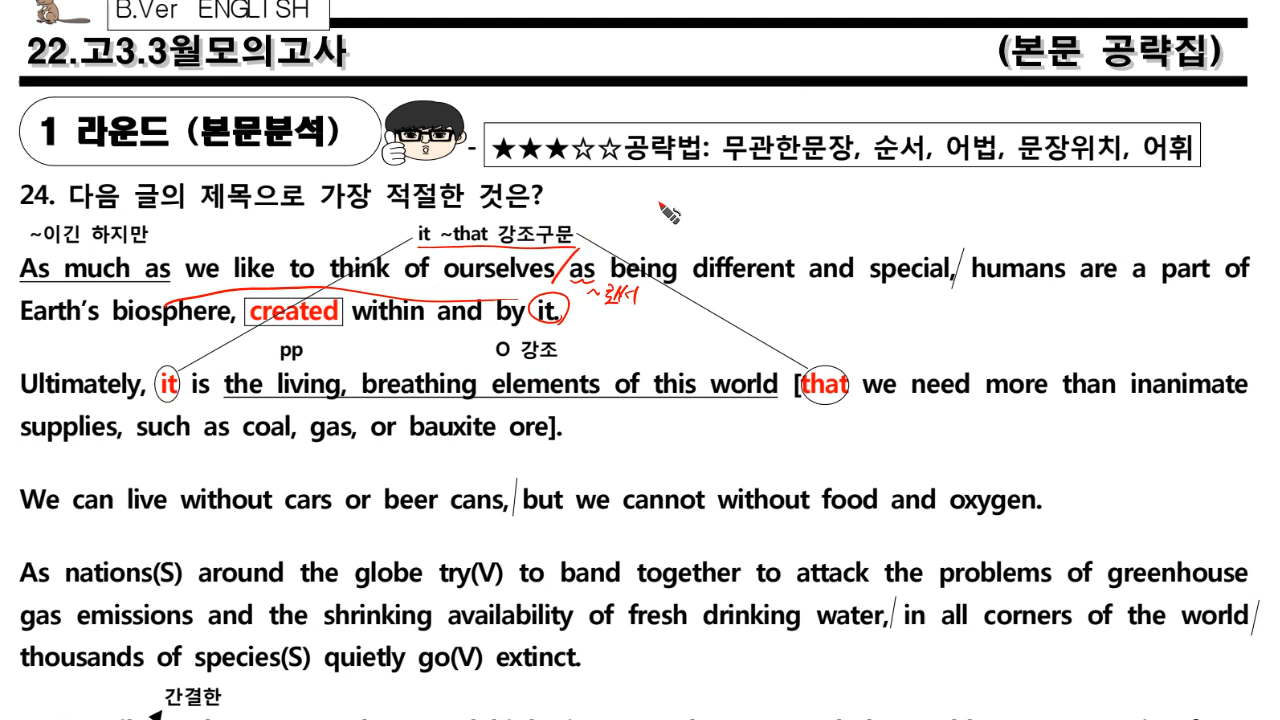 B.Ver ENGLISH
22.고3.3월모의고사 (본문 공략집)
1 라운드 (본문분석)
- ★★★☆☆공략법: 무관한문장, 순서, 어법, 문장위치, 어휘
24. 다음 글의 제목으로 가장 적절한 것은?
~이긴 하지만 it ~that 강조구문
As much as we like to think of ourselves as being different and special, humans are a part of
~로서
Earth's biosphere, created within and by it.
pp O 강조
Ultimately, it is the living, breathing elements of this world [that we need more than inanimate
supplies, such as coal, gas, or bauxite ore].
We can live without cars or beer cans, but we cannot without food and oxygen.
As nations(S) around the globe try(V) to band together to attack the problems of greenhouse
gas emissions and the shrinking availability of fresh drinking water, in all corners of the world
thousands of species(S) quietly go(V) extinct.
간결한